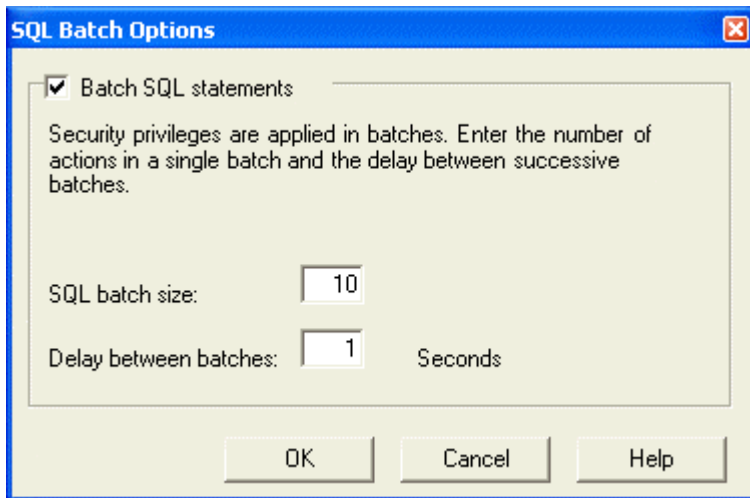 SQL Batch Options
Batch SQL statements
Security privileges are applied in batches. Enter the number of
actions in a single batch and the delay between successive
batches.
SQL batch size: 10
Delay between batches: 1 Seconds
OK Cancel Help